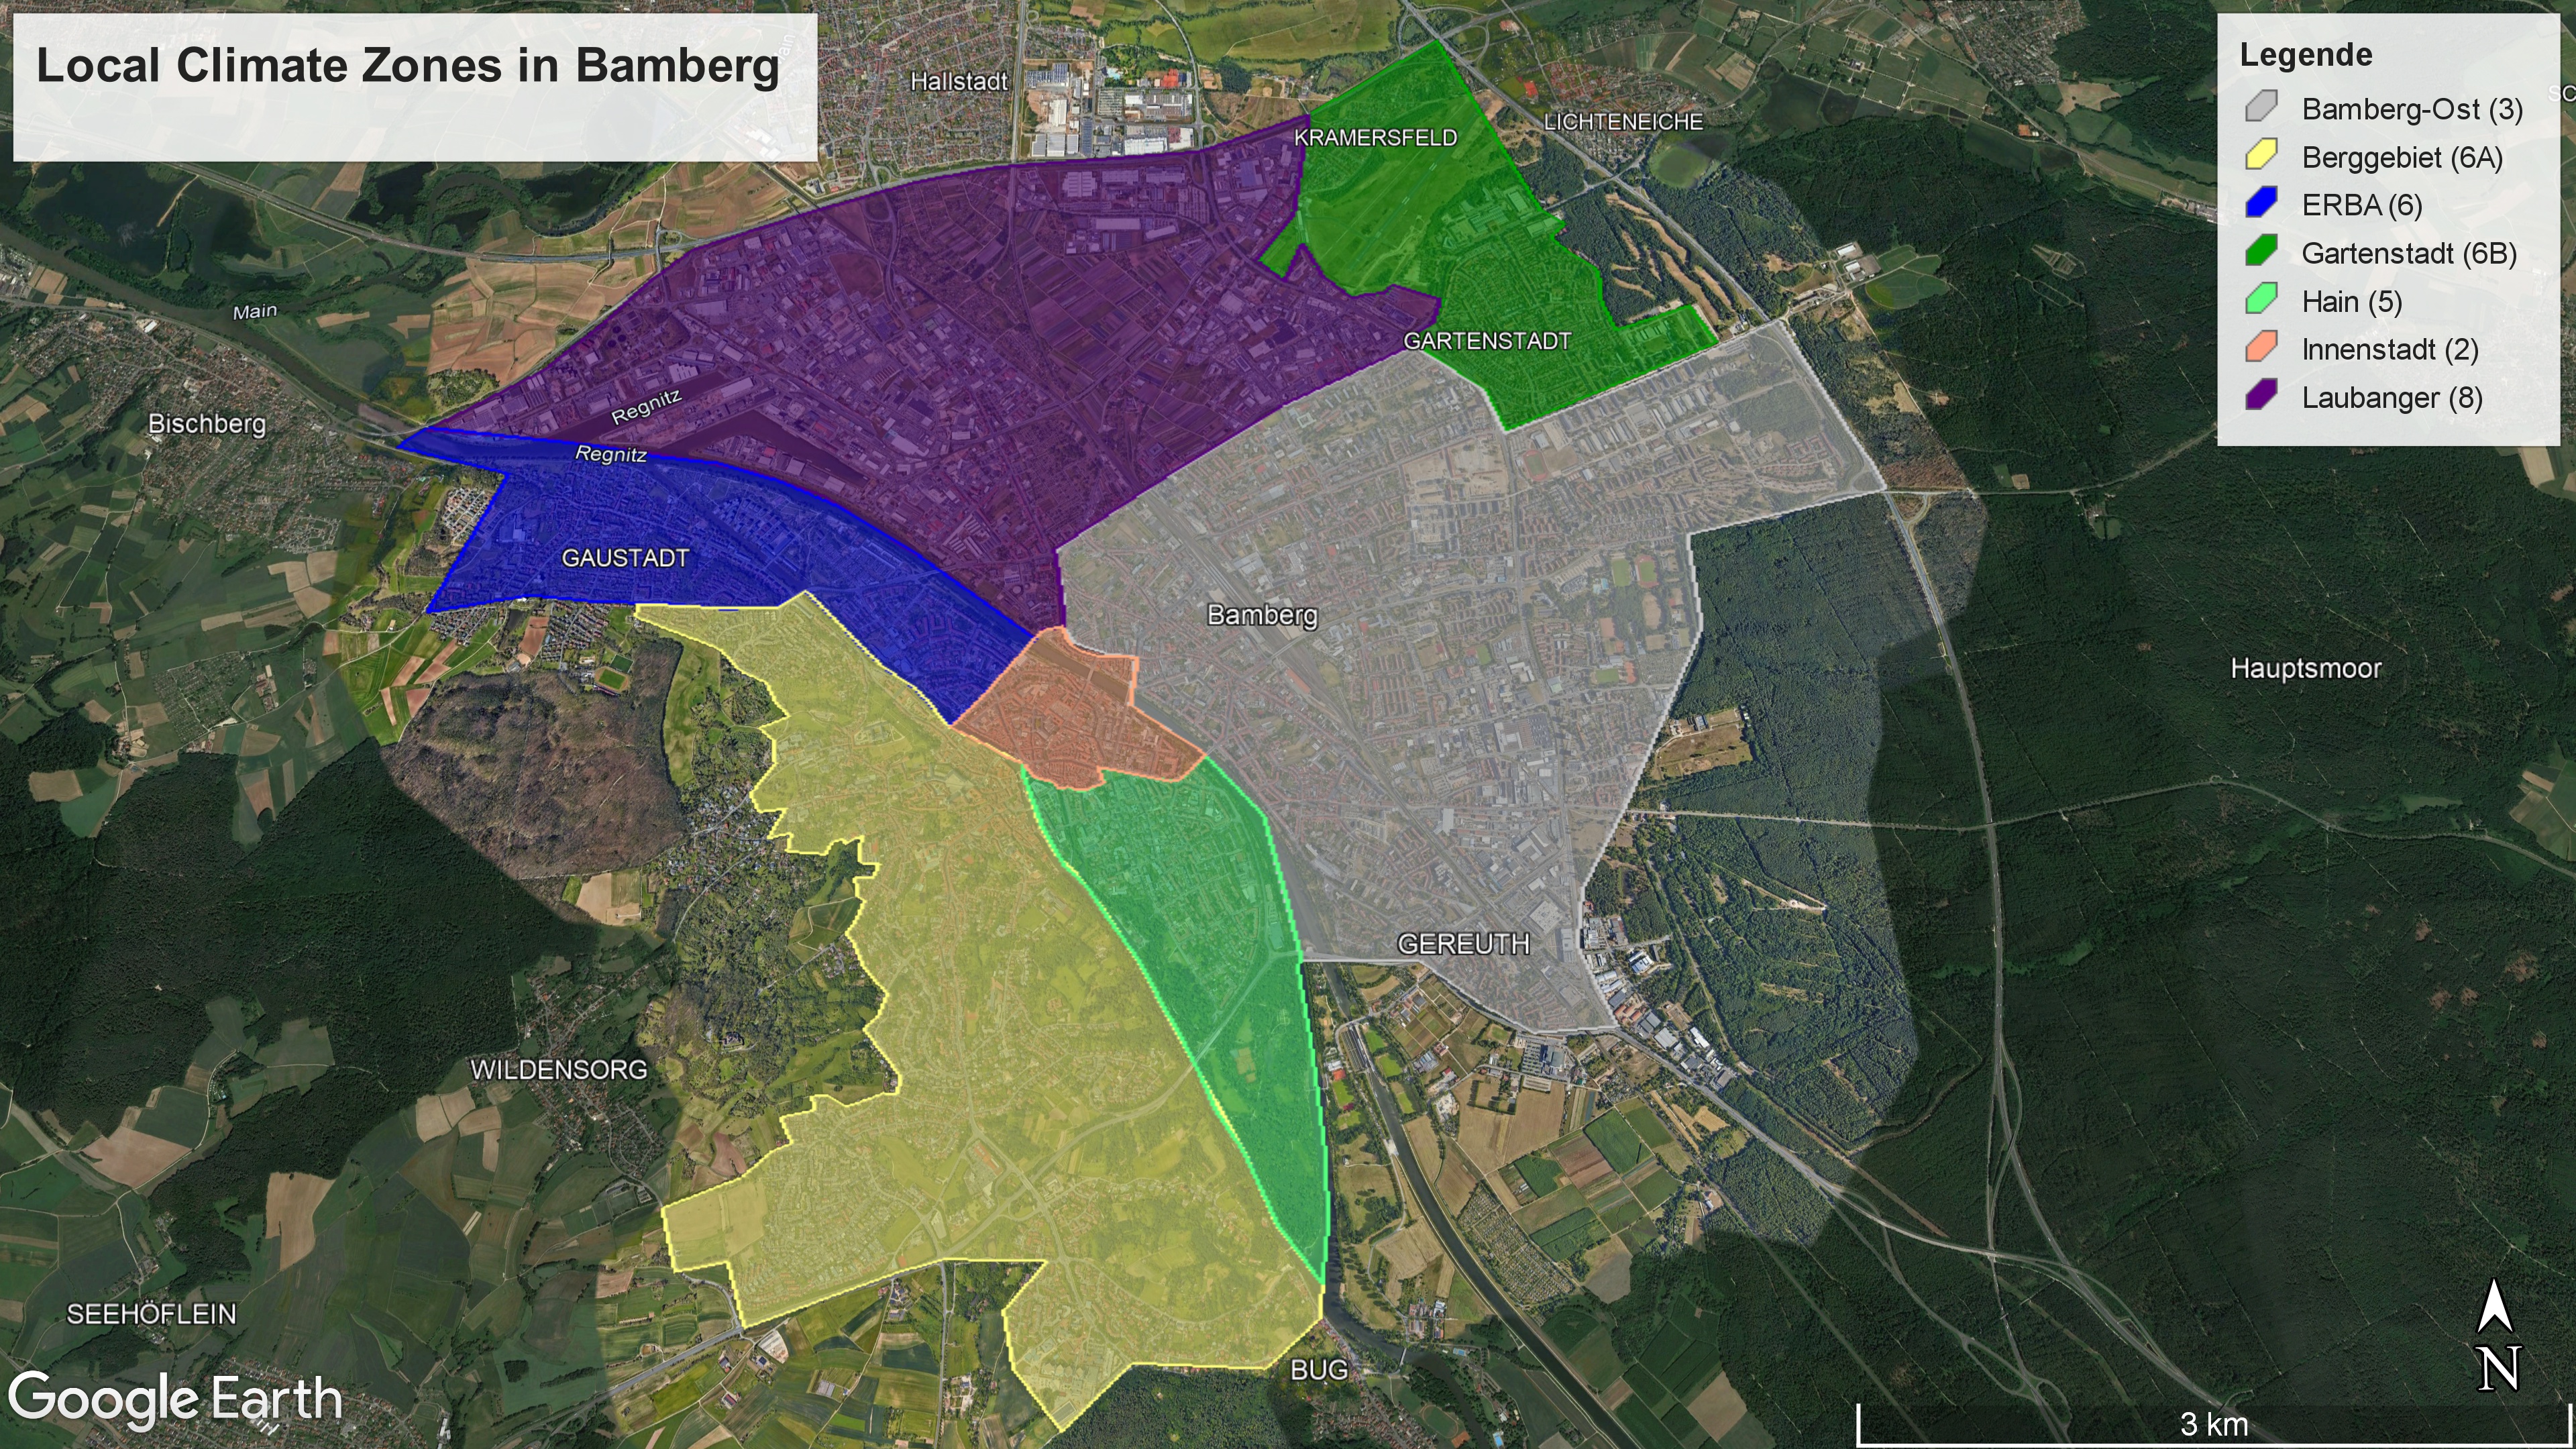 Local Climate Zones in Bamberg
Legende
Bamberg-Ost (3)
Berggebiet (6A)
ERBA (6)
Gartenstadt (6B)
Hain (5)
Innenstadt (2)
Laubanger (8)
Hallstadt
KRAMERSFELD
LICHTENEICHE
Main
GARTENSTADT
Regnitz
Bischberg
Regnitz
GAUSTADT
Bamberg
Hauptsmoor
GEREUTH
WILDENSORG
SEEHÖFLEIN
BUG
Google Earth
N
3 km